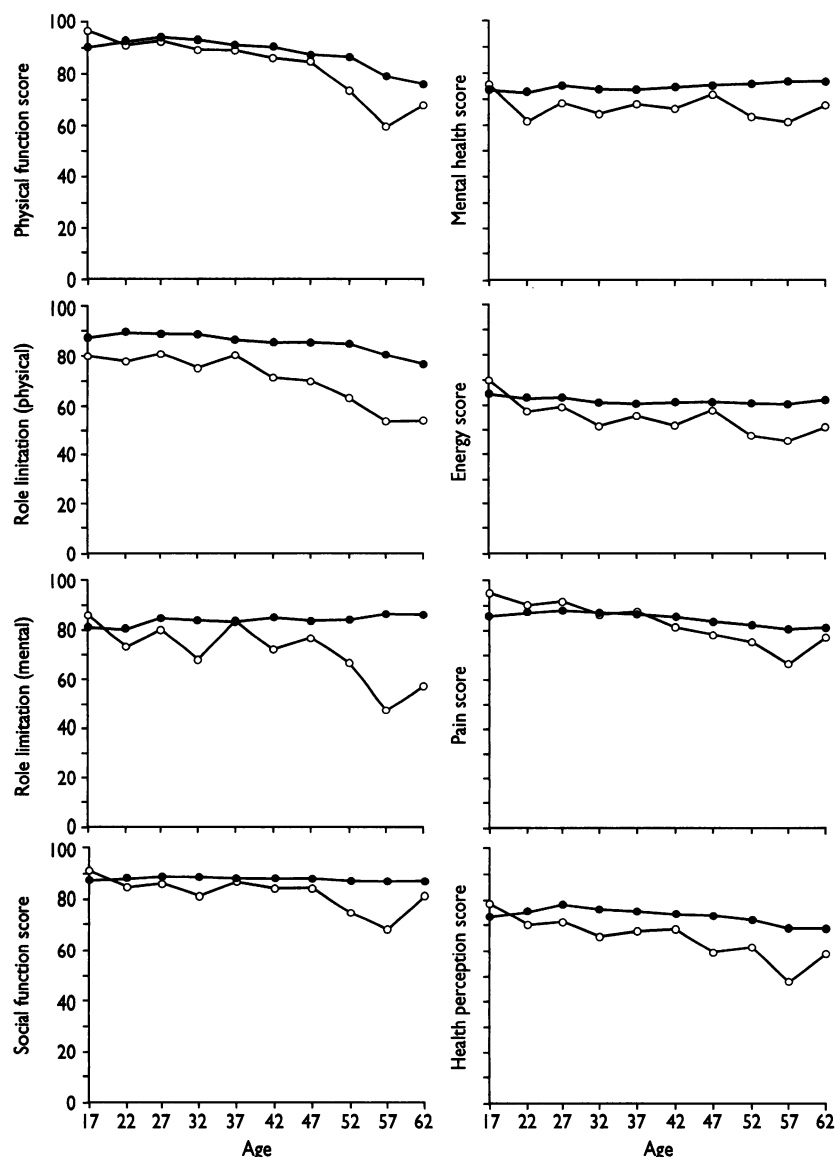 Physical function score
100
80
60
40
20
0
Mental health score
Role linitation (physical)
100
80
60
40
20
0
Energy score
Role limitation (mental)
100
80
60
40
20
0
Pain score
Social function score
100
80
60
40
20
0
17 22 27 32 37 42 47 52 57 62
Age
Health perception score
17 22 27 32 37 42 47 52 57 62
Age